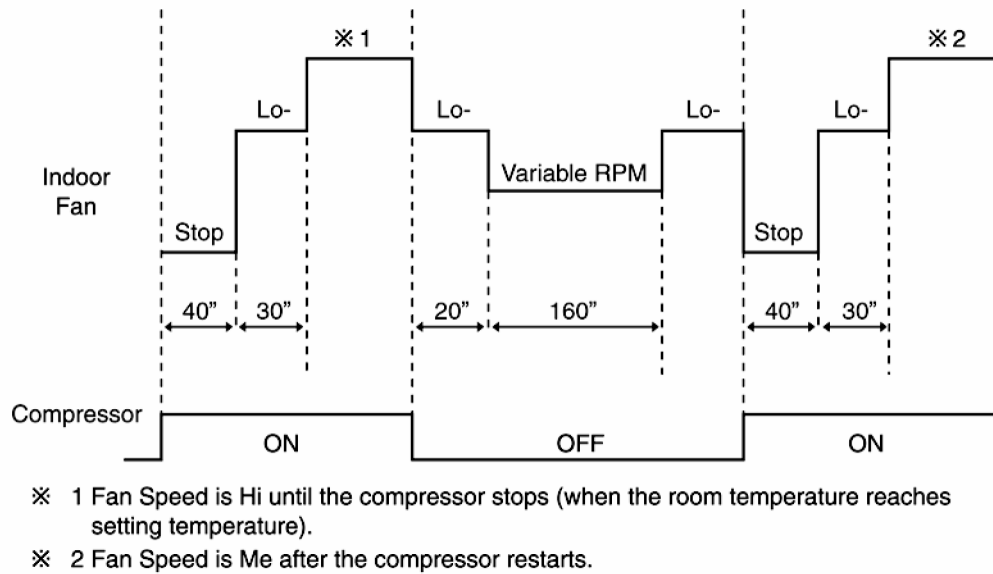 ※ 1
※ 2
Lo-
Lo-
Lo-
Lo-
Indoor
Fan
Variable RPM
Stop
Stop
40”
30”
20”
160”
40”
30”
Compressor
ON
OFF
ON
※ 1 Fan Speed is Hi until the compressor stops (when the room temperature reaches
setting temperature).
※ 2 Fan Speed is Me after the compressor restarts.